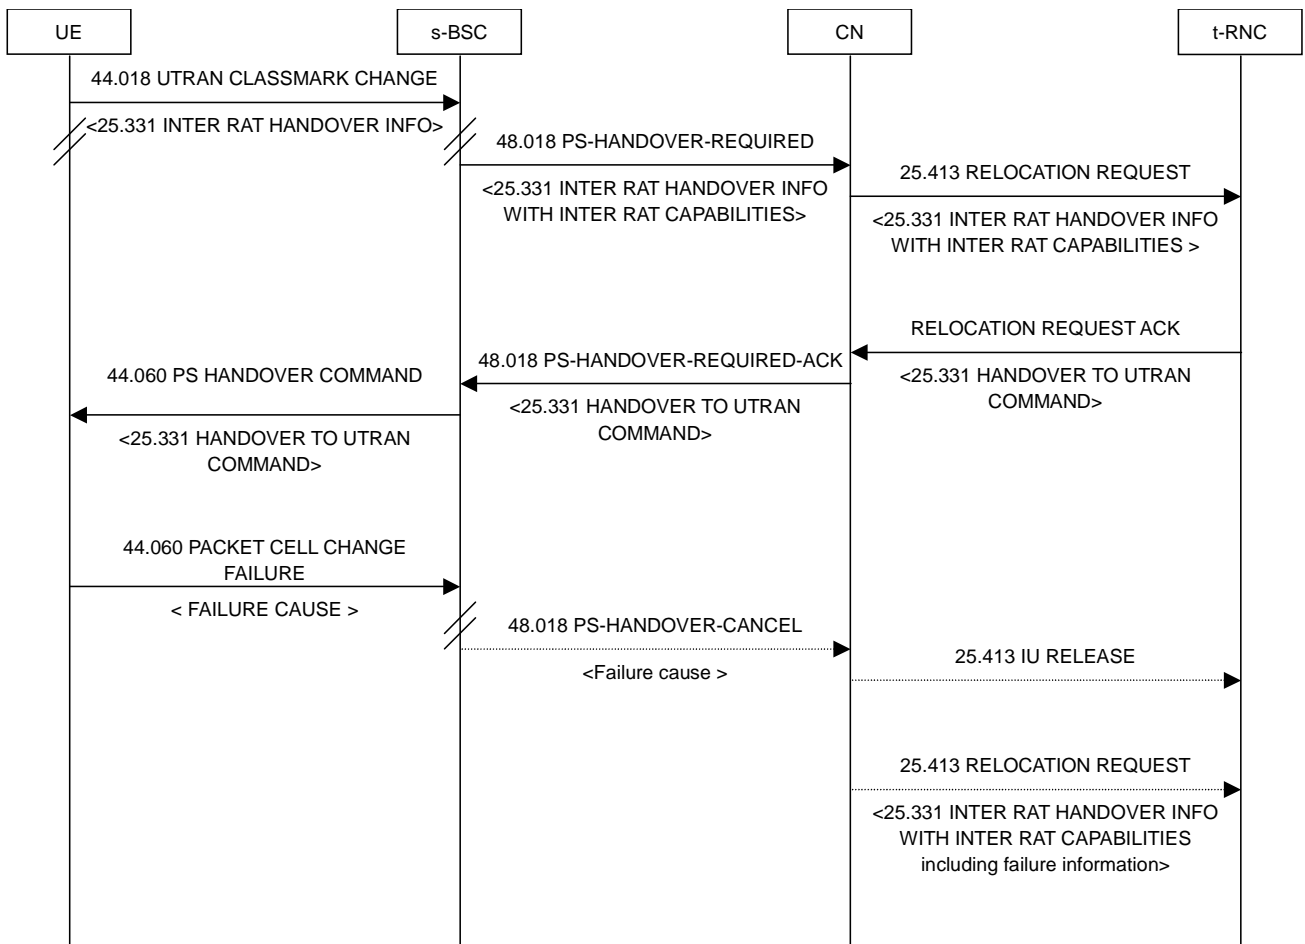 UE
s-BSC
CN
t-RNC
44.018 UTRAN CLASSMARK CHANGE
<25.331 INTER RAT HANDOVER INFO>
48.018 PS-HANDOVER-REQUIRED
<25.331 INTER RAT HANDOVER INFO
WITH INTER RAT CAPABILITIES>
25.413 RELOCATION REQUEST
<25.331 INTER RAT HANDOVER INFO
WITH INTER RAT CAPABILITIES >
RELOCATION REQUEST ACK
<25.331 HANDOVER TO UTRAN
COMMAND>
48.018 PS-HANDOVER-REQUIRED-ACK
<25.331 HANDOVER TO UTRAN
COMMAND>
44.060 PS HANDOVER COMMAND
<25.331 HANDOVER TO UTRAN
COMMAND>
44.060 PACKET CELL CHANGE
FAILURE
< FAILURE CAUSE >
48.018 PS-HANDOVER-CANCEL
<Failure cause >
25.413 IU RELEASE
25.413 RELOCATION REQUEST
<25.331 INTER RAT HANDOVER INFO
WITH INTER RAT CAPABILITIES
including failure information>